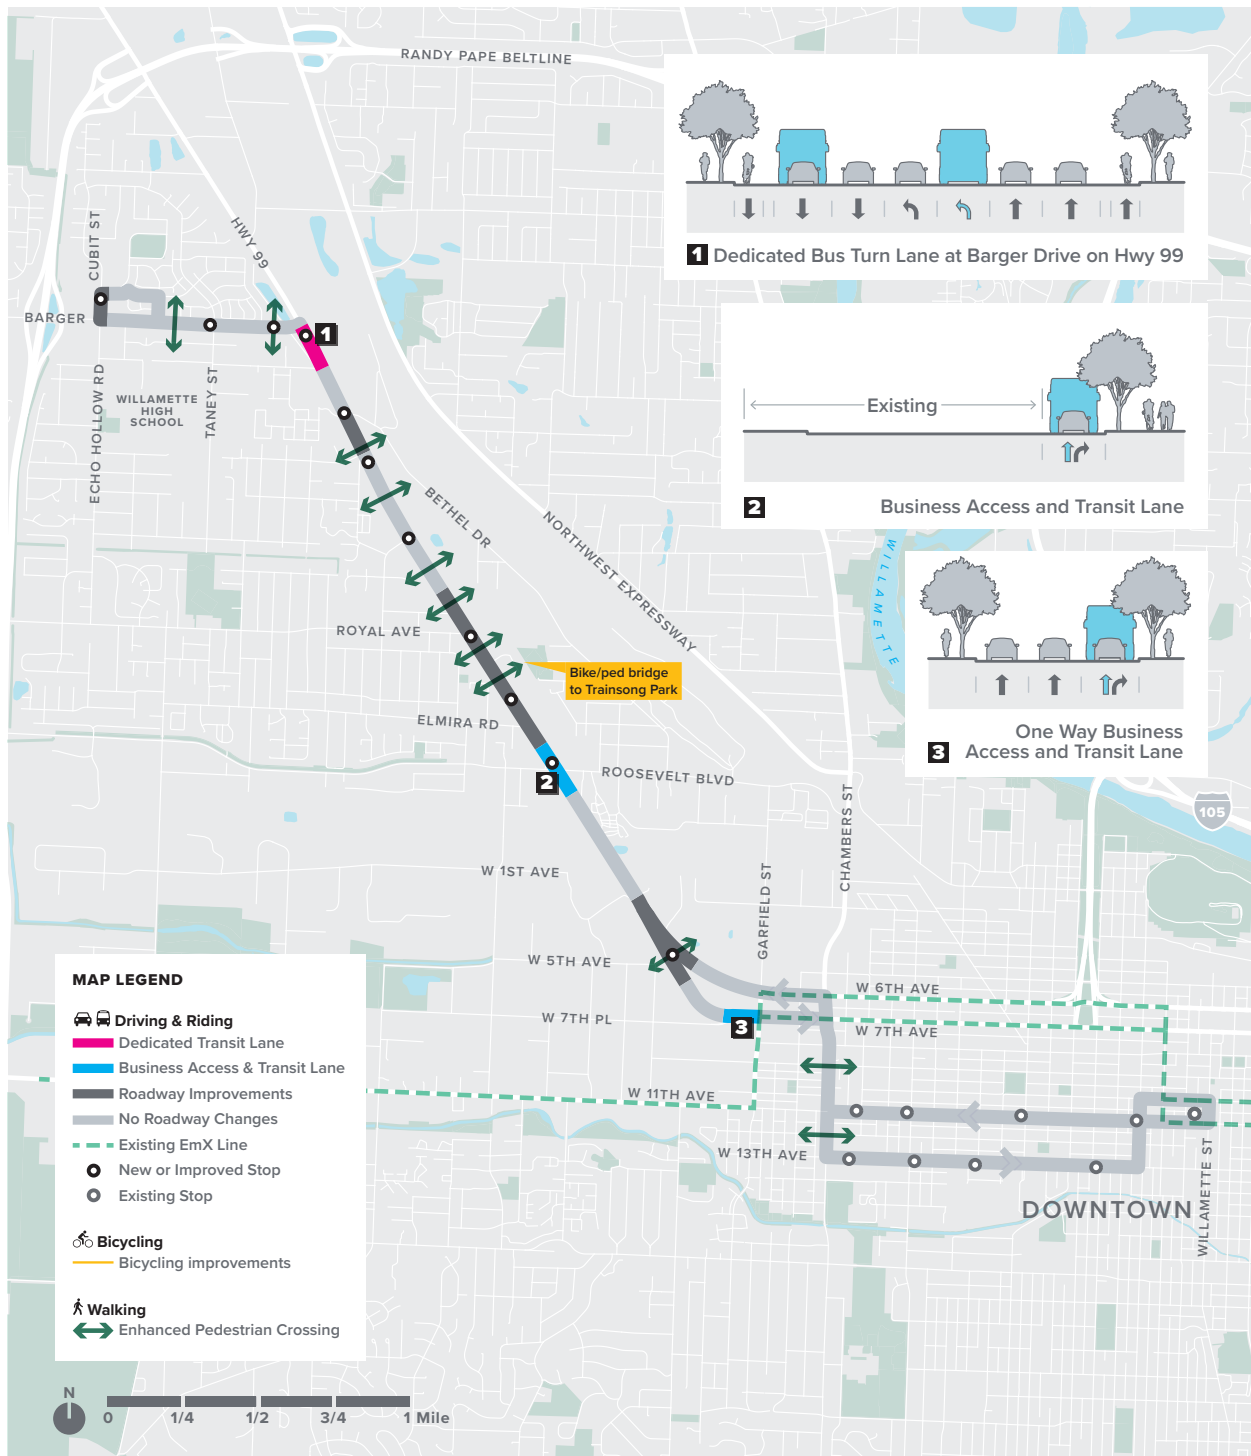 RANDY PAPE BELTLINE
CUBIT ST
HWY 99
BARGER
1
ECHO HOLLOW RD
WILLAMETTE
HIGH
SCHOOL
TANEY ST
BETHEL DR
NORTHWEST EXPRESSWAY
ROYAL AVE
Bike/ped bridge
to Trainsong Park
ELMIRA RD
2
ROOSEVELT BLVD
WILLAMETTE
105
CHAMBERS ST
GARFIELD ST
W 1ST AVE
W 5TH AVE
W 6TH AVE
W 7TH PL
3
W 7TH AVE
W 11TH AVE
W 13TH AVE
DOWNTOWN
WILLAMETTE ST
1 Dedicated Bus Turn Lane at Barger Drive on Hwy 99
Existing
2 Business Access and Transit Lane
One Way Business
3 Access and Transit Lane
MAP LEGEND
Driving & Riding
Dedicated Transit Lane
Business Access & Transit Lane
Roadway Improvements
No Roadway Changes
Existing EmX Line
New or Improved Stop
Existing Stop
Bicycling
Bicycling improvements
Walking
Enhanced Pedestrian Crossing
N
0 1/4 1/2 3/4 1 Mile